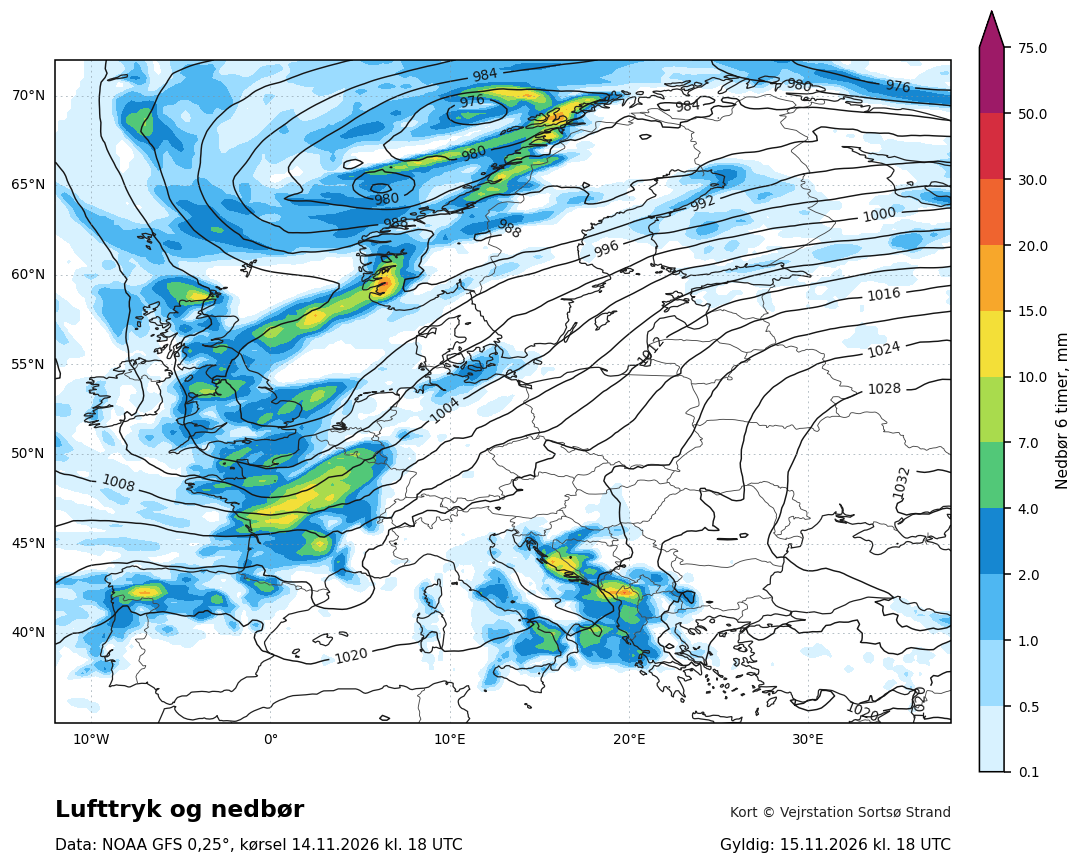 984
976
980
976
984
980
980
988
988
992
996
1000
1004
1008
1012
1016
1024
1028
1032
1020
1020
1020
70°N
65°N
60°N
55°N
50°N
45°N
40°N
10°W
0°
10°E
20°E
30°E
75.0
50.0
30.0
20.0
15.0
10.0
7.0
4.0
2.0
1.0
0.5
0.1
Nedbør 6 timer, mm
Lufttryk og nedbør
Kort © Vejrstation Sortsø Strand
Data: NOAA GFS 0,25°, kørsel 14.11.2026 kl. 18 UTC
Gyldig: 15.11.2026 kl. 18 UTC